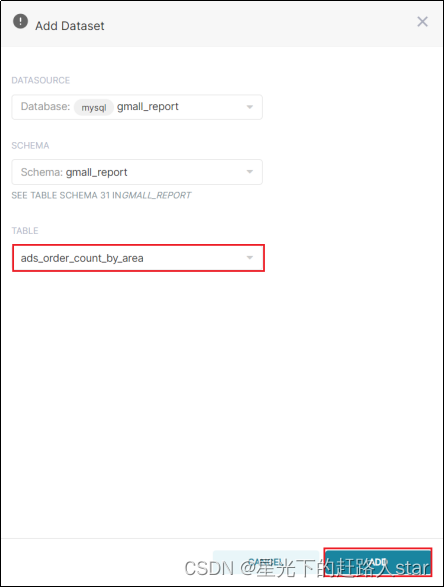 Add Dataset
DATASOURCE
Database: mysql gmall_report
SCHEMA
Schema: gmall_report
SEE TABLE SCHEMA 31 IN GMALL_REPORT
TABLE
ads_order_count_by_area
CANCEL
ADD
CSDN @星光下的赶路人star